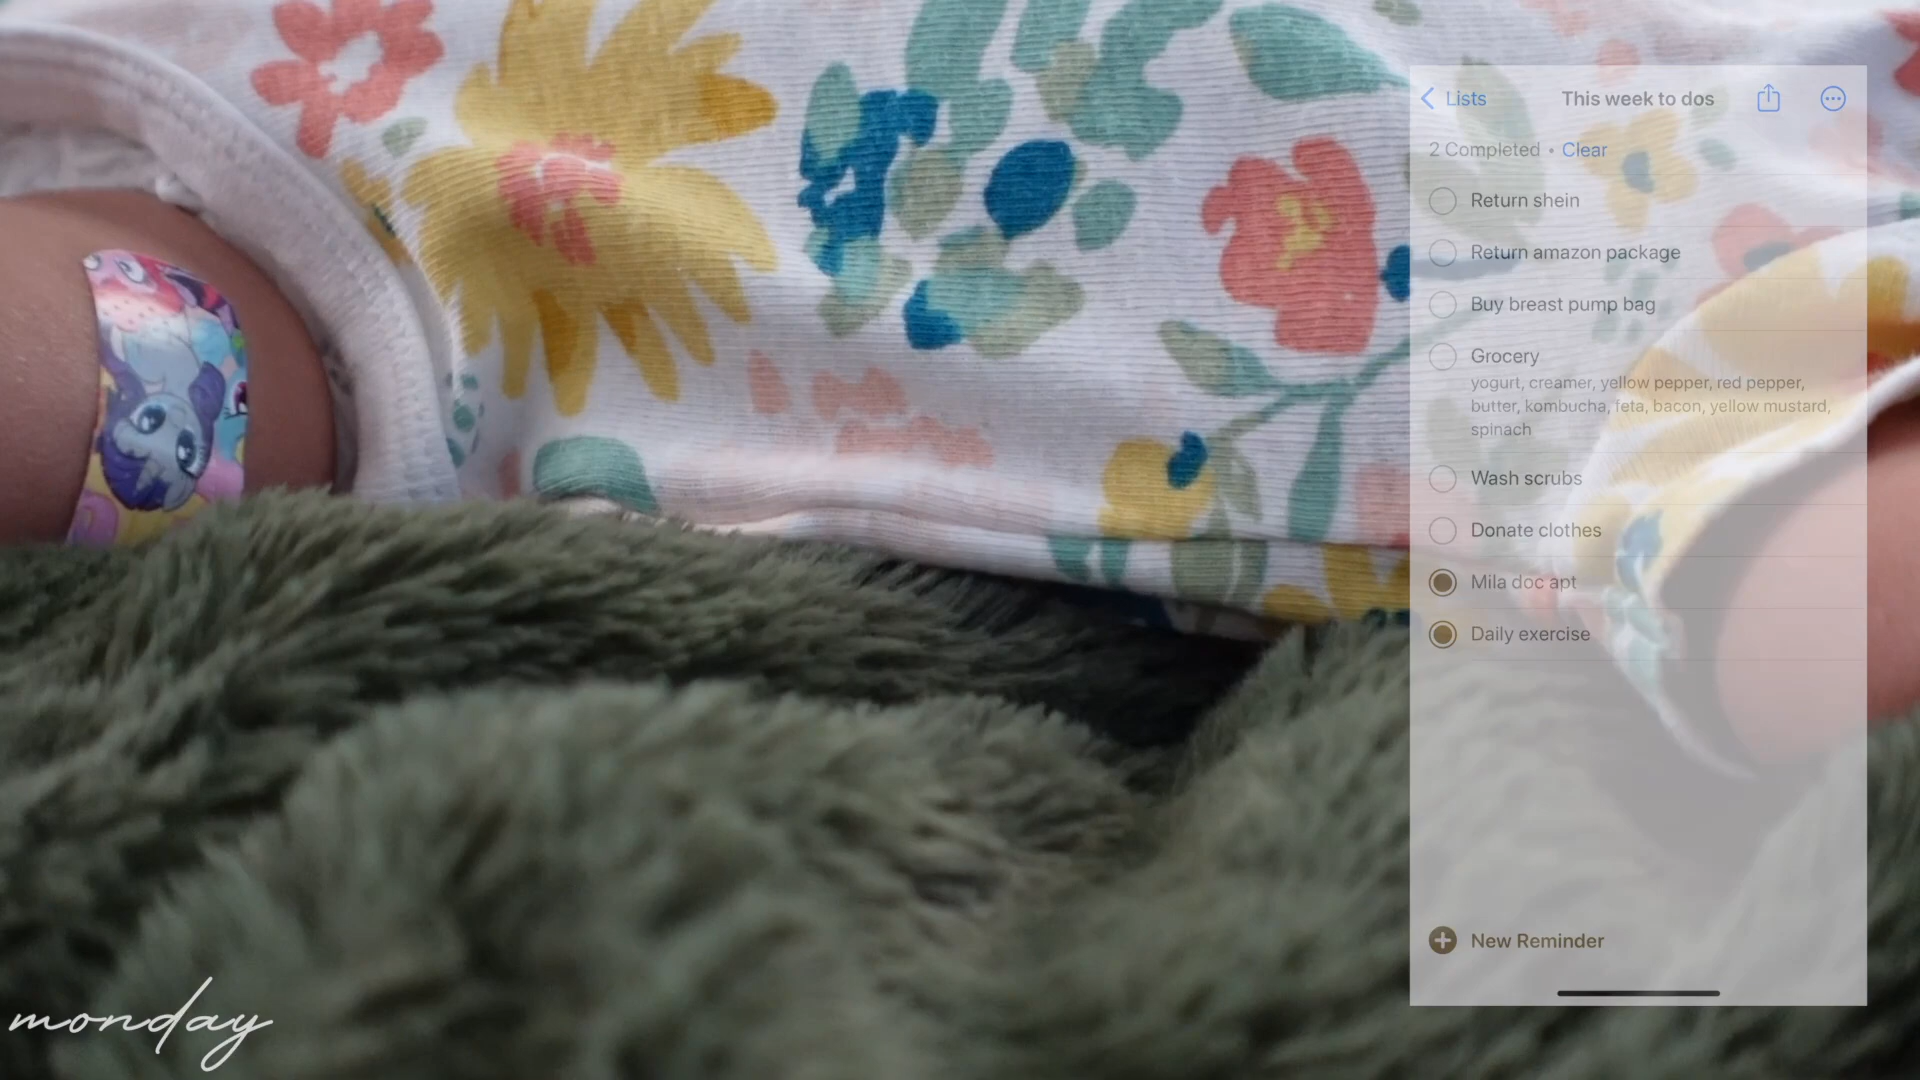 Lists
This week to dos
2 Completed • Clear
Return shein
Return amazon package
Buy breast pump bag
Grocery
yogurt, creamer, yellow pepper, red pepper,
butter, kombucha, feta, bacon, yellow mustard,
spinach
Wash scrubs
Donate clothes
Mila doc apt
Daily exercise
New Reminder
monday